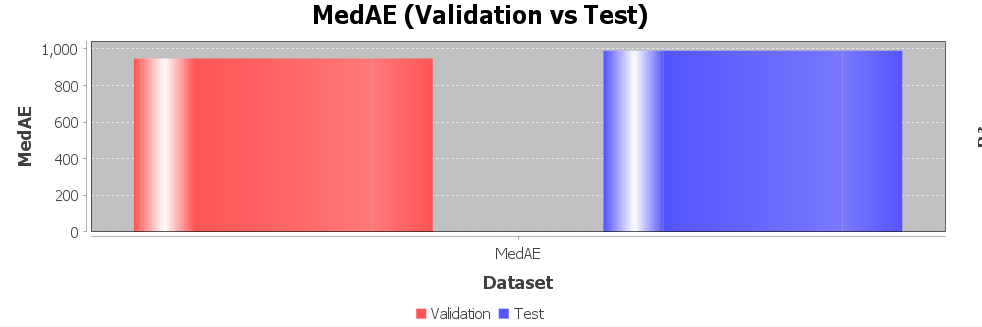 MedAE (Validation vs Test)
1,000
800
600
400
200
0
MedAE
MedAE
Dataset
Validation
Test